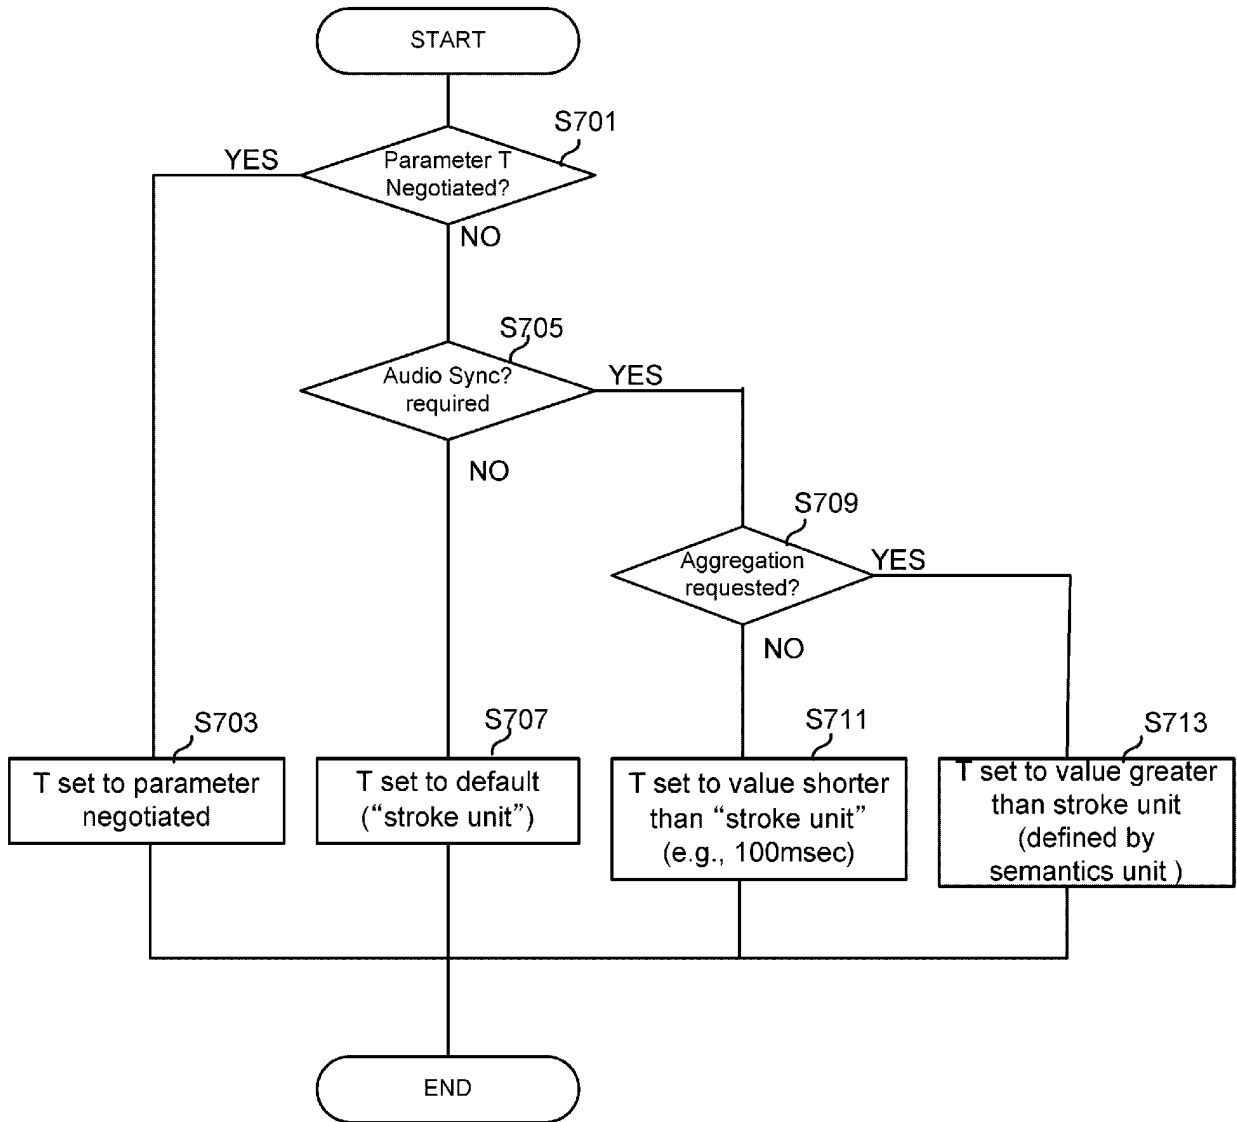 START
S701
YES
Parameter T
Negotiated?
NO
S705
Audio Sync?
required
YES
NO
S709
Aggregation
requested?
YES
NO
S703
T set to parameter
negotiated
S707
T set to default
(“stroke unit”)
S711
T set to value shorter
than “stroke unit”
(e.g., 100msec)
S713
T set to value greater
than stroke unit
(defined by
semantics unit )
END